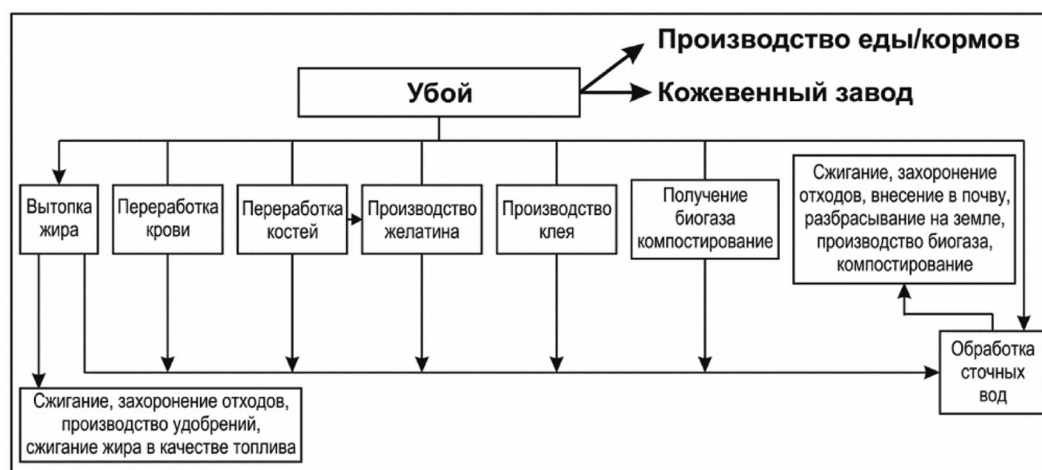 Производство еды/кормов
Убой
Кожевенный завод
Вытопка
жира
Переработка
крови
Переработка
костей
Производство
желатина
Производство
клея
Получение
биогаза
компостирование
Сжигание, захоронение
отходов, внесение в почву,
разбрасывание на земле,
производство биогаза,
компостирование
Обработка
сточных
вод
Сжигание, захоронение отходов,
производство удобрений,
сжигание жира в качестве топлива